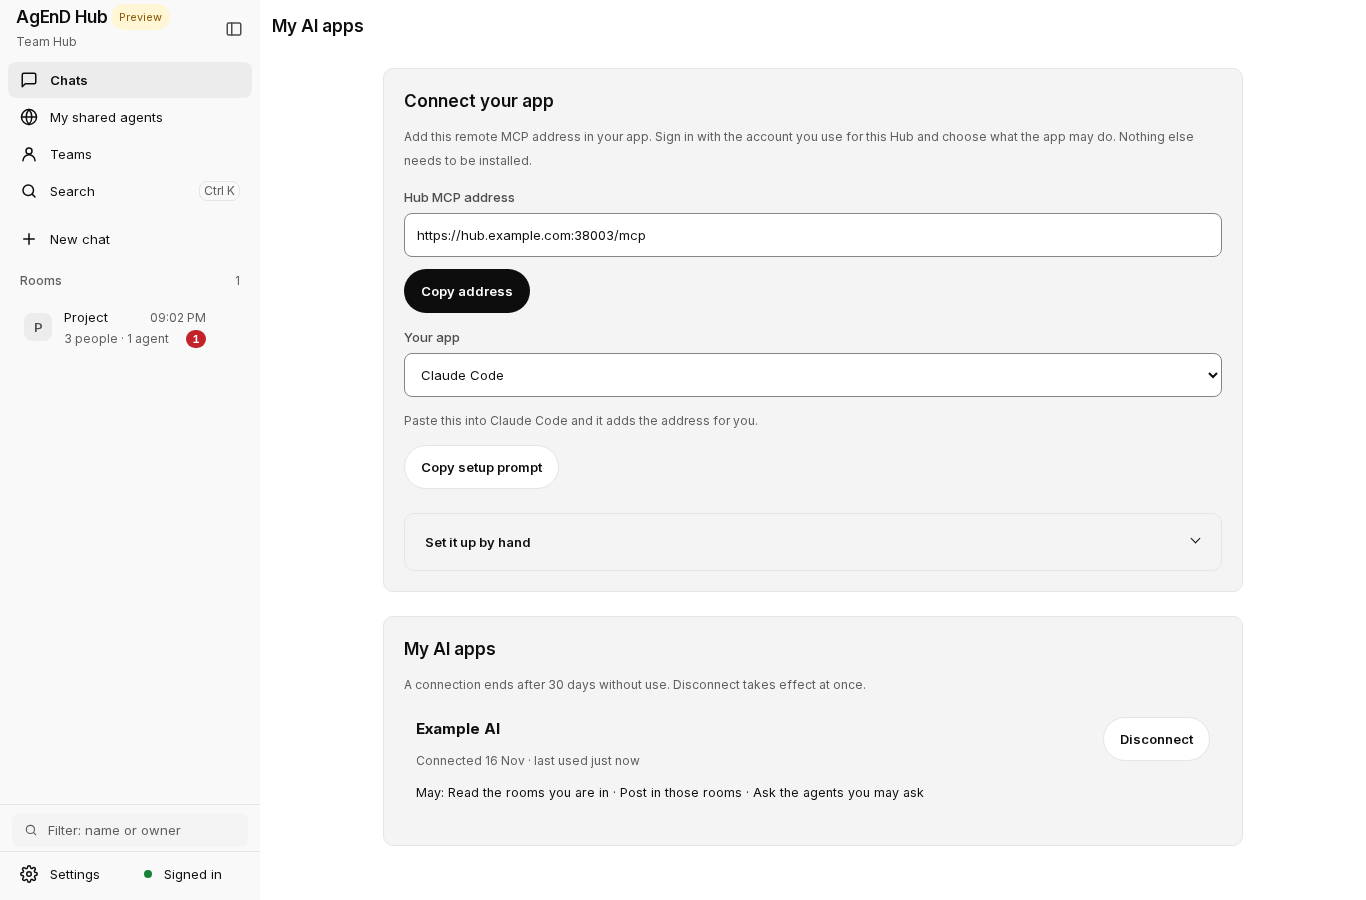 AgEnD Hub Preview
Team Hub
Chats
My shared agents
Teams
Search Ctrl K
New chat
Rooms 1
P Project 09:02 PM
3 people · 1 agent 1
Filter: name or owner
Settings Signed in
My AI apps
Connect your app
Add this remote MCP address in your app. Sign in with the account you use for this Hub and choose what the app may do. Nothing else
needs to be installed.
Hub MCP address
https://hub.example.com:38003/mcp
Copy address
Your app
Claude Code
Paste this into Claude Code and it adds the address for you.
Copy setup prompt
Set it up by hand
My AI apps
A connection ends after 30 days without use. Disconnect takes effect at once.
Example AI
Disconnect
Connected 16 Nov · last used just now
May: Read the rooms you are in · Post in those rooms · Ask the agents you may ask